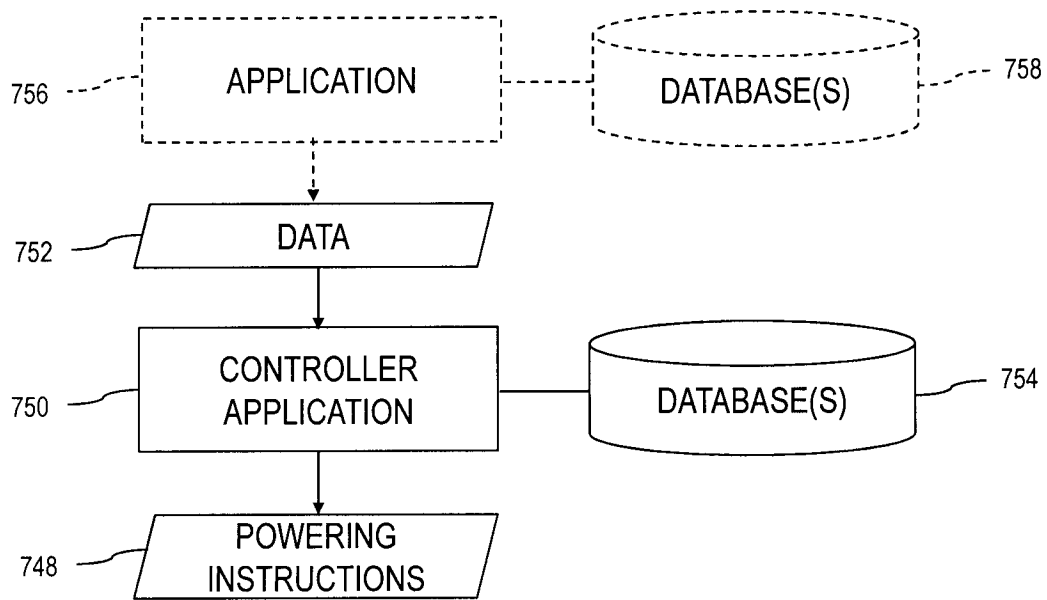 756
APPLICATION
DATABASE(S)
758
752
DATA
750
CONTROLLER
APPLICATION
DATABASE(S)
754
748
POWERING
INSTRUCTIONS